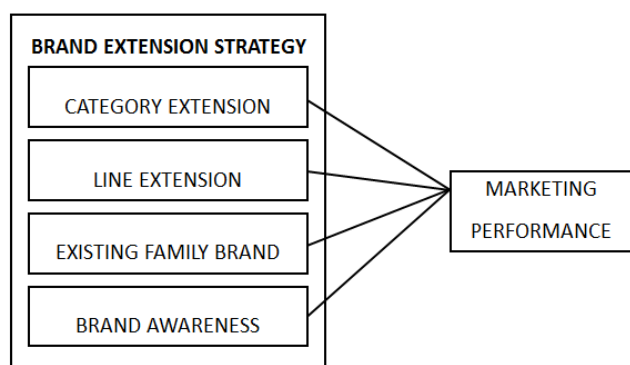 BRAND EXTENSION STRATEGY
CATEGORY EXTENSION
LINE EXTENSION
EXISTING FAMILY BRAND
BRAND AWARENESS
MARKETING
PERFORMANCE